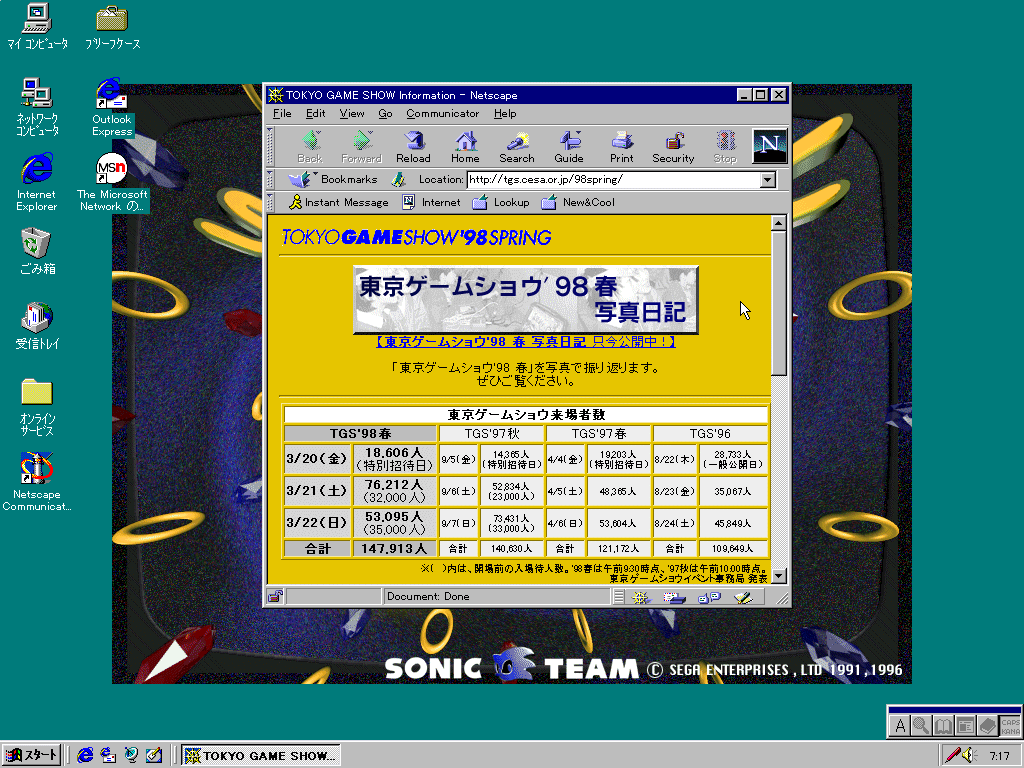 マイ コンピュータ
ブリーフケース
ネットワーク
コンピュータ
Outlook
Express
Internet
Explorer
The Microsoft
Network の...
msn
ごみ箱
受信トレイ
オンライン
サービス
Netscape
Communicat...
TOKYO GAME SHOW Information - Netscape
File Edit View Go Communicator Help
Back Forward Reload Home Search Guide Print Security Stop
N
Bookmarks Location: http://tgs.cesa.or.jp/98spring/
Instant Message Internet Lookup New&Cool
TOKYOGAMESHOW'98SPRING
東京ゲームショウ'98 春
写真日記
【東京ゲームショウ'98 春 写真日記 只今公開中！】
「東京ゲームショウ'98 春」を写真で振り返ります。
ぜひご覧ください。
東京ゲームショウ来場者数
TGS'98春 TGS'97秋 TGS'97春 TGS'96
3/20(金) 18,606人 (特別招待日) 9/5(金) 14,365人 (特別招待日) 4/4(金) 19,203人 (特別招待日) 8/22(木) 28,733人 (一般公開日)
3/21(土) 76,212人 (32,000人) 9/6(土) 52,834人 (23,000人) 4/5(土) 48,365人 8/23(金) 35,067人
3/22(日) 53,095人 (35,000人) 9/7(日) 73,431人 (33,000人) 4/6(日) 53,604人 8/24(土) 45,849人
合計 147,913人 合計 140,630人 合計 121,172人 合計 109,649人
※( )内は、開場前の入場待人数。'98春は午前9:30時点、'97秋は午前10:00時点。
東京ゲームショウイベント事務局 発表
Document: Done
SONIC TEAM © SEGA ENTERPRISES, LTD 1991,1996
A CAPS
KANA
スタート TOKYO GAME SHOW... 7:17